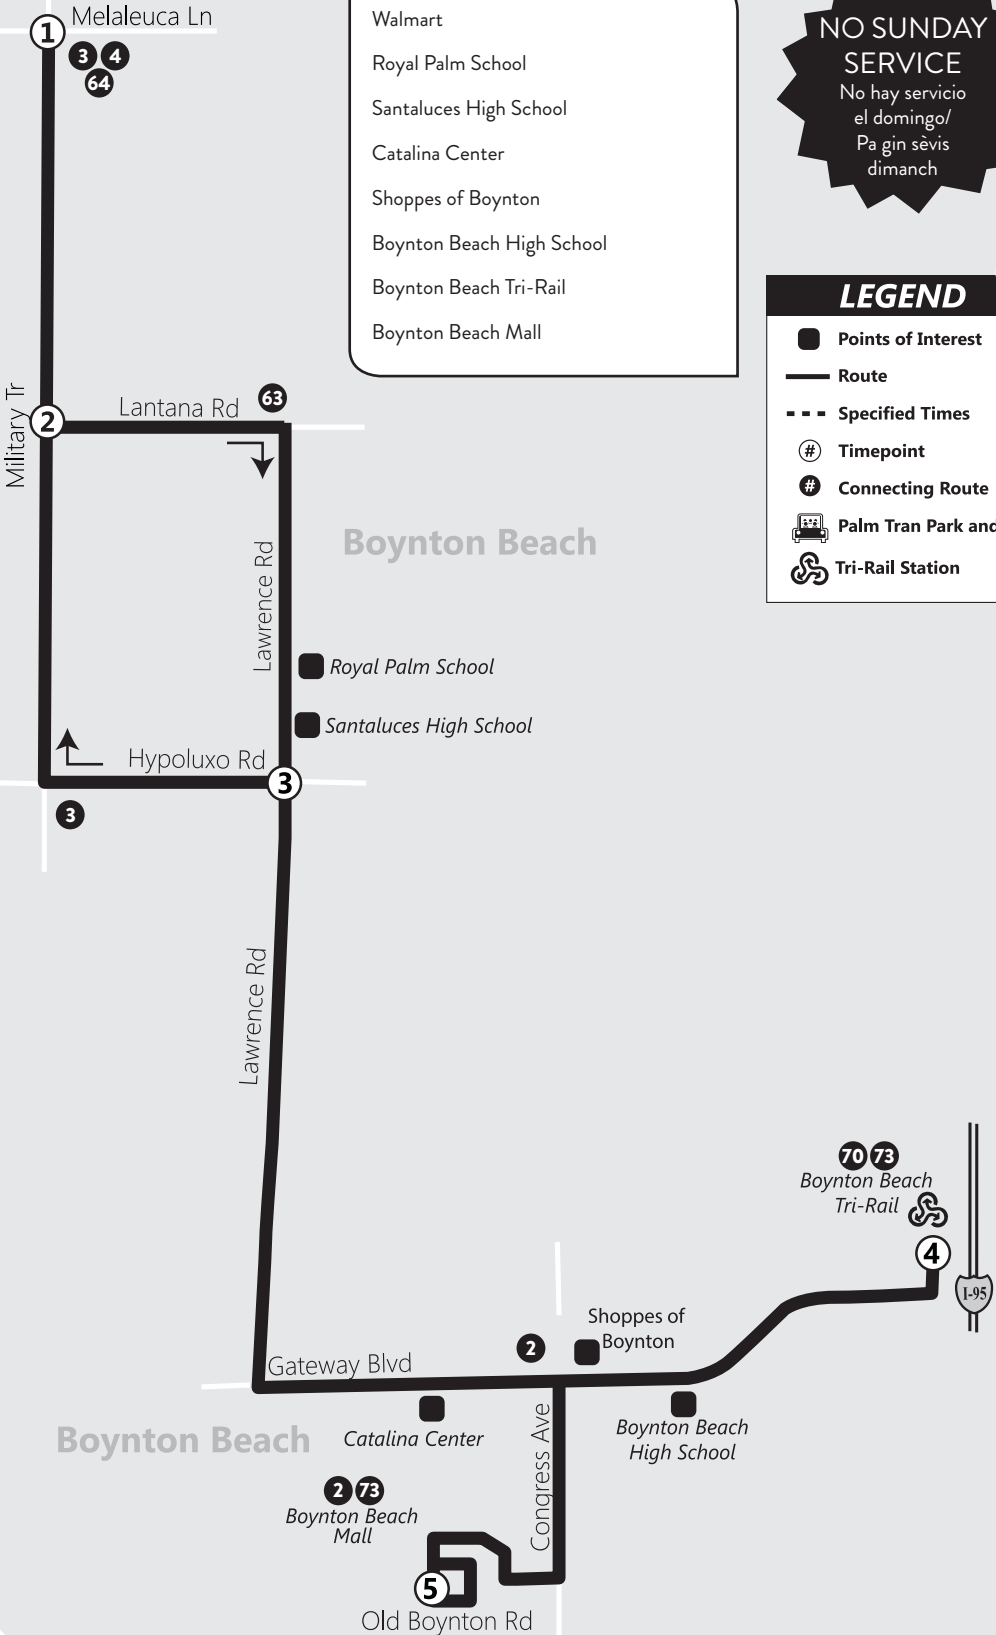 Melaleuca Ln
1
3 4
64
Walmart
Royal Palm School
Santaluces High School
Catalina Center
Shoppes of Boynton
Boynton Beach High School
Boynton Beach Tri-Rail
Boynton Beach Mall
NO SUNDAY
SERVICE
No hay servicio
el domingo/
Pa gin sèvis
dimanch
LEGEND
Points of Interest
Route
Specified Times
# Timepoint
# Connecting Route
Palm Tran Park and
Tri-Rail Station
Military Tr
2
Lantana Rd
63
Lawrence Rd
Boynton Beach
Royal Palm School
Santaluces High School
Hypoluxo Rd
3
3
Lawrence Rd
70 73
Boynton Beach
Tri-Rail
4
I-95
Shoppes of
Boynton
2
Gateway Blvd
Boynton Beach
Catalina Center
Congress Ave
Boynton Beach
High School
2 73
Boynton Beach
Mall
5
Old Boynton Rd